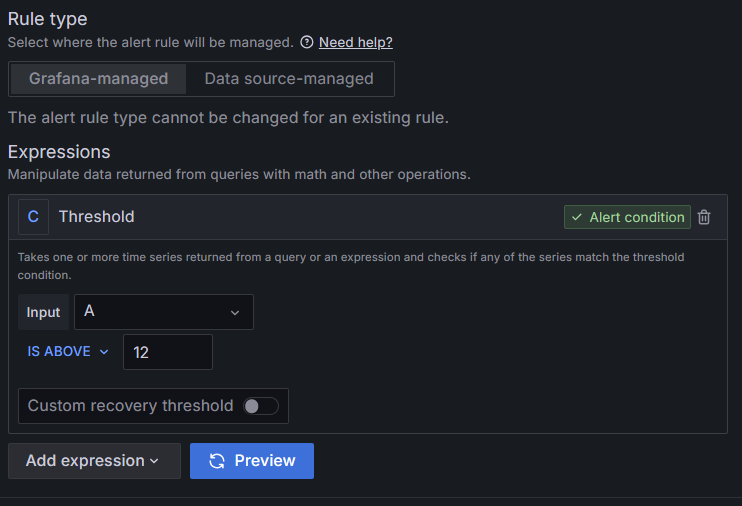 Rule type
Select where the alert rule will be managed. Need help?
Grafana-managed Data source-managed
The alert rule type cannot be changed for an existing rule.
Expressions
Manipulate data returned from queries with math and other operations.
C Threshold Alert condition
Takes one or more time series returned from a query or an expression and checks if any of the series match the threshold
condition.
Input A
IS ABOVE 12
Custom recovery threshold
Add expression Preview